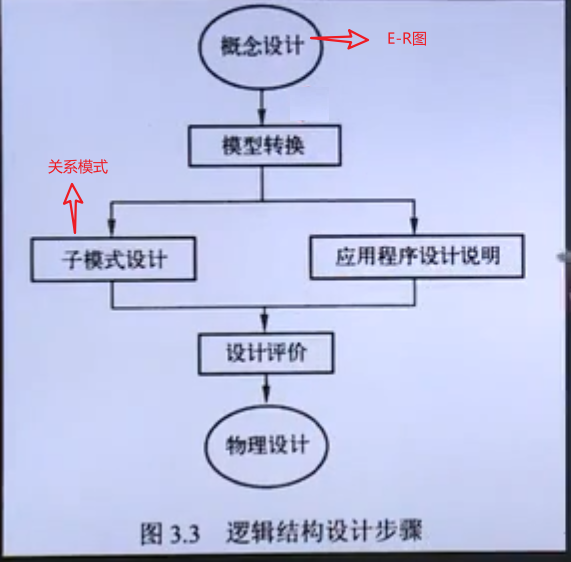 概念设计
E-R图
模型转换
关系模式
子模式设计
应用程序设计说明
设计评价
物理设计
图 3.3 逻辑结构设计步骤